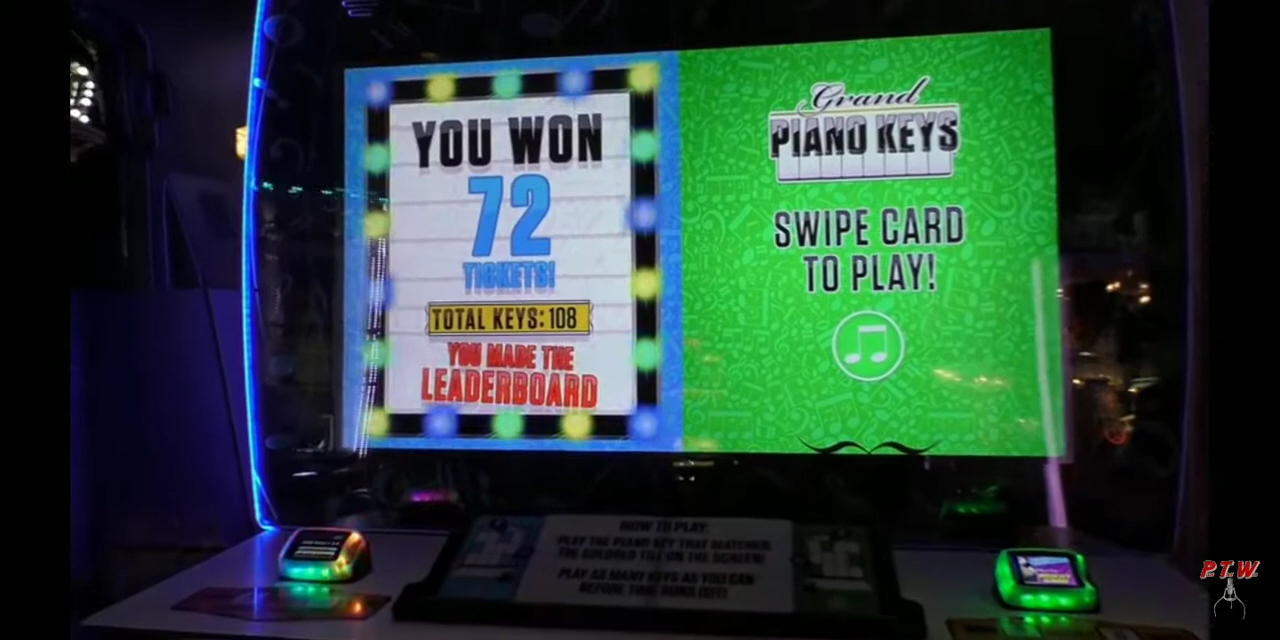 YOU WON
72
TICKETS!
TOTAL KEYS: 108
YOU MADE THE
LEADERBOARD
Grand
PIANO KEYS
SWIPE CARD
TO PLAY!
HOW TO PLAY:
PLAY THE PIANO KEY THAT MATCHES
THE COLORED TILE ON THE SCREEN!
PLAY AS MANY KEYS AS YOU CAN
BEFORE TIME RUNS OUT!
P.T.W